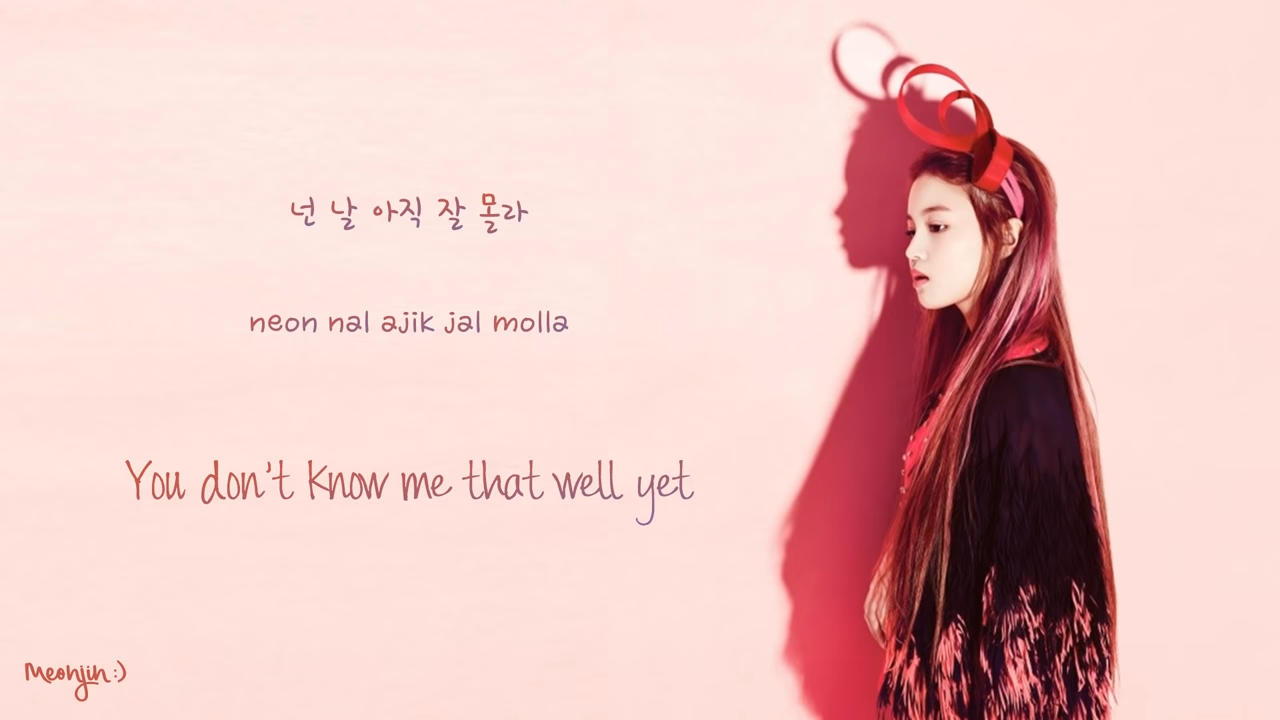 넌 날 아직 잘 몰라
neon nal ajik jal molla
You don't know me that well yet
Meonjin :)